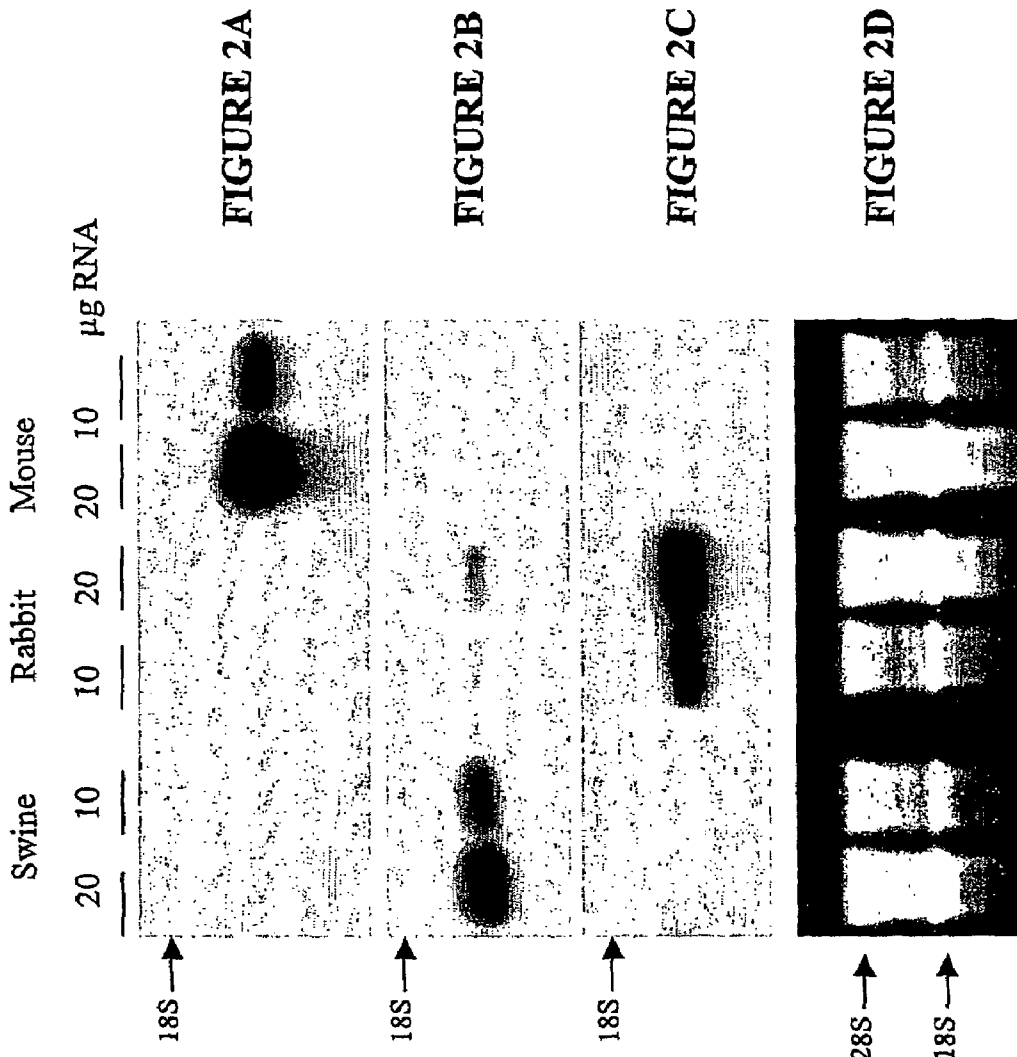 Swine Rabbit Mouse
20 10 10 20 20 10 µg RNA
18S
FIGURE 2A
18S
FIGURE 2B
18S
FIGURE 2C
28S
18S
FIGURE 2D